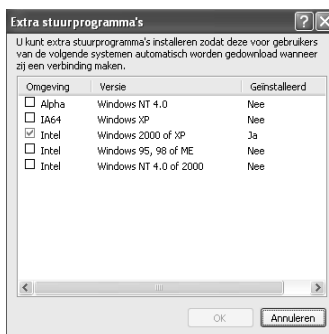 Extra stuurprogramma's
U kunt extra stuurprogramma's installeren zodat deze voor gebruikers
van de volgende systemen automatisch worden gedownload wanneer
zij een verbinding maken.
Omgeving Versie Geïnstalleerd
Alpha Windows NT 4.0 Nee
IA64 Windows XP Nee
Intel Windows 2000 of XP Ja
Intel Windows 95, 98 of ME Nee
Intel Windows NT 4.0 of 2000 Nee
OK Annuleren